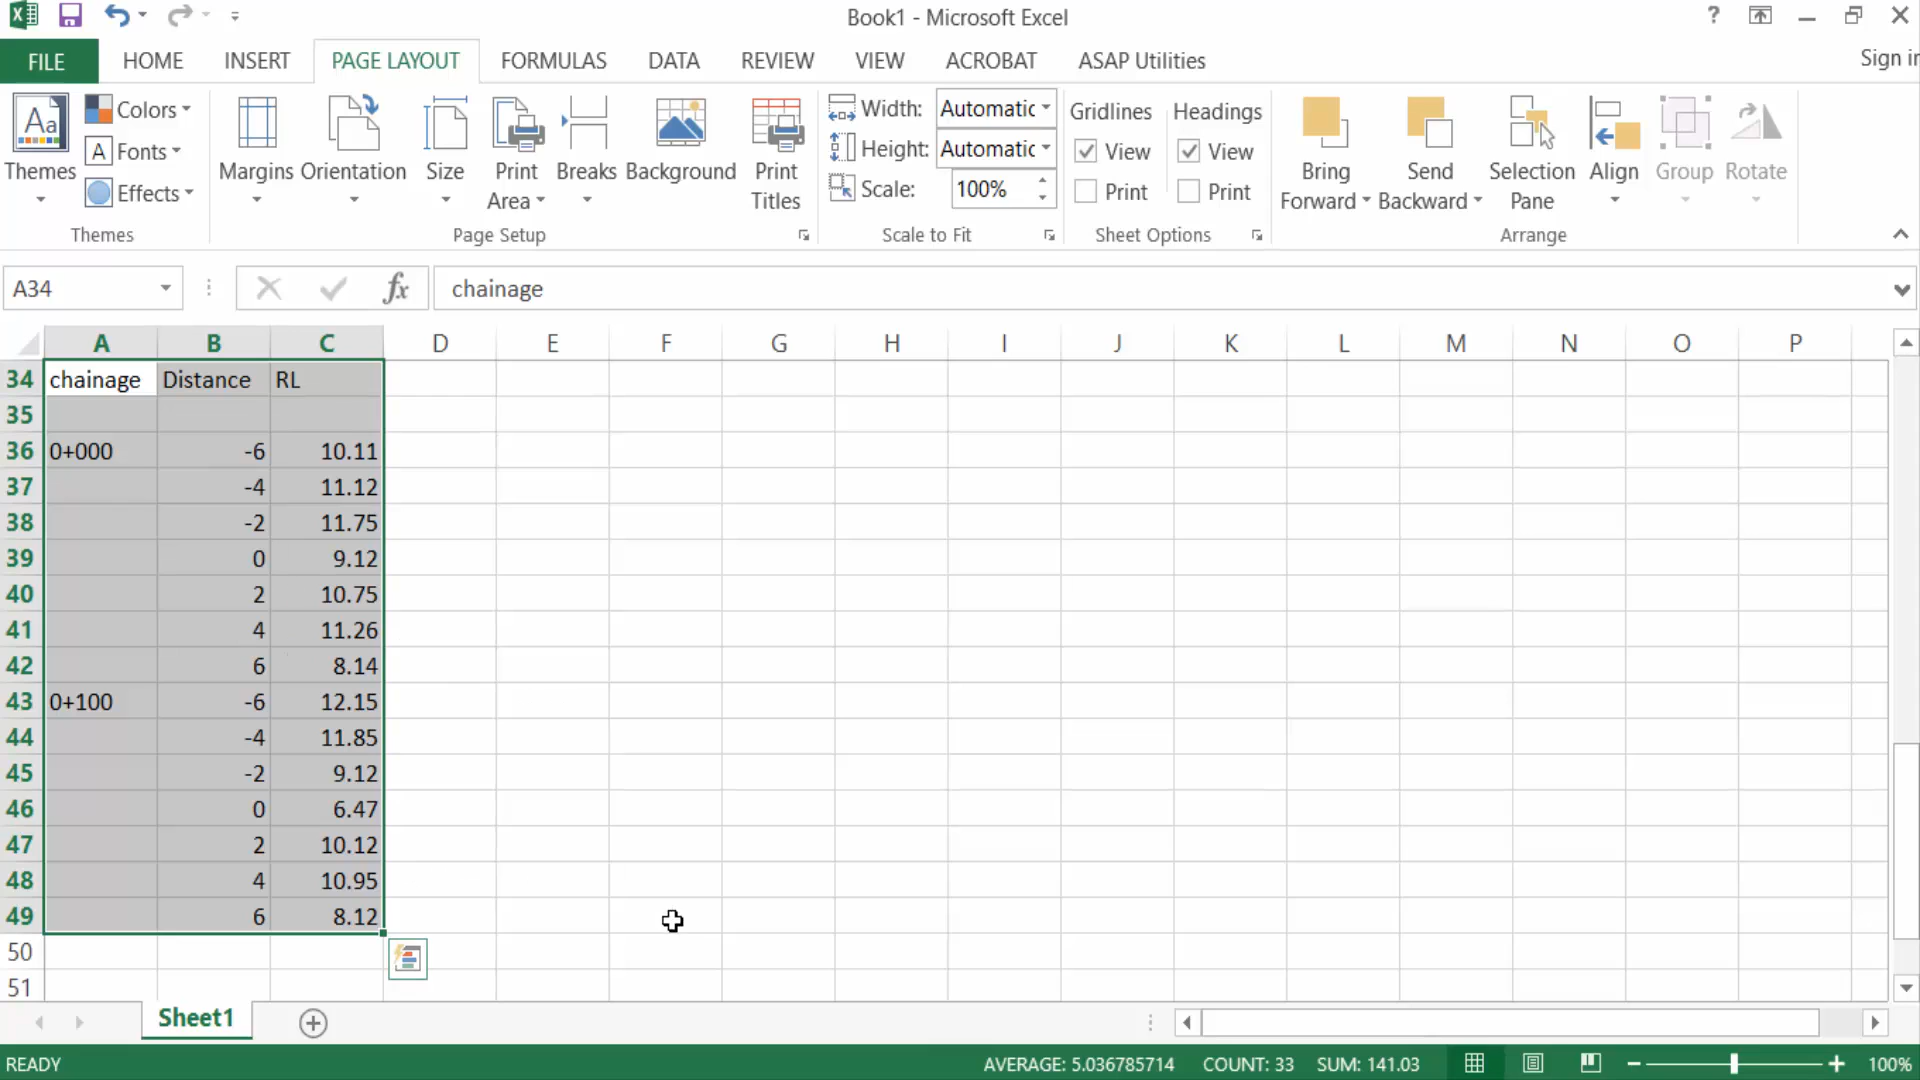 Book1 - Microsoft Excel
?
FILE HOME INSERT PAGE LAYOUT FORMULAS DATA REVIEW VIEW ACROBAT ASAP Utilities Sign in
Aa Themes
Colors
A Fonts
Effects
Themes
Margins Orientation Size Print Area Breaks Background Print Titles
Page Setup
Width: Automatic
Height: Automatic
Scale: 100%
Scale to Fit
Gridlines Headings
View View
Print Print
Sheet Options
Bring Forward Send Backward Selection Pane Align Group Rotate
Arrange
A34 fx chainage
A B C D E F G H I J K L M N O P
34 chainage Distance RL
35
36 0+000 -6 10.11
37 -4 11.12
38 -2 11.75
39 0 9.12
40 2 10.75
41 4 11.26
42 6 8.14
43 0+100 -6 12.15
44 -4 11.85
45 -2 9.12
46 0 6.47
47 2 10.12
48 4 10.95
49 6 8.12
50
51
Sheet1
READY AVERAGE: 5.036785714 COUNT: 33 SUM: 141.03 100%